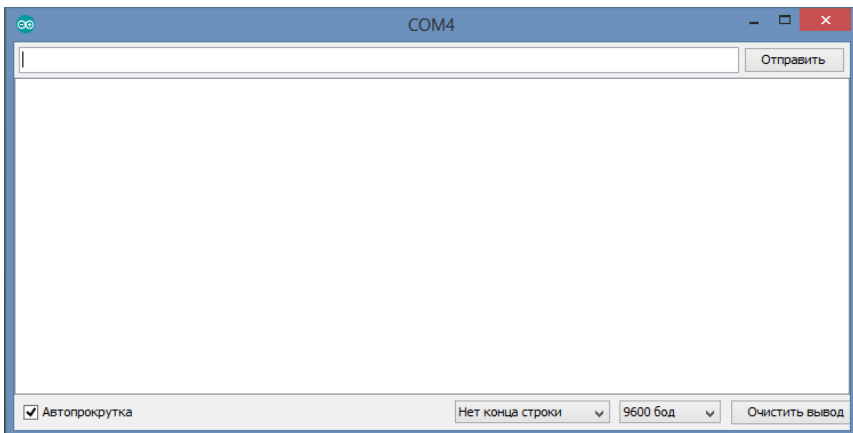 COM4
Отправить
Автопрокрутка
Нет конца строки
9600 бод
Очистить вывод